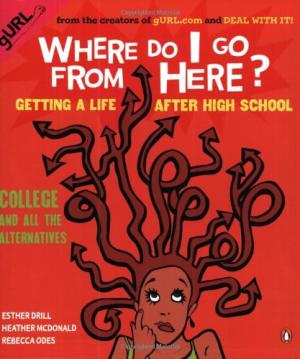 gURL
from the creators of gURL.com and DEAL WITH IT!
WHERE DO I GO
FROM HERE?
GETTING A LIFE AFTER HIGH SCHOOL
COLLEGE
AND ALL THE
ALTERNATIVES
ESTHER DRILL
HEATHER MCDONALD
REBECCA ODES